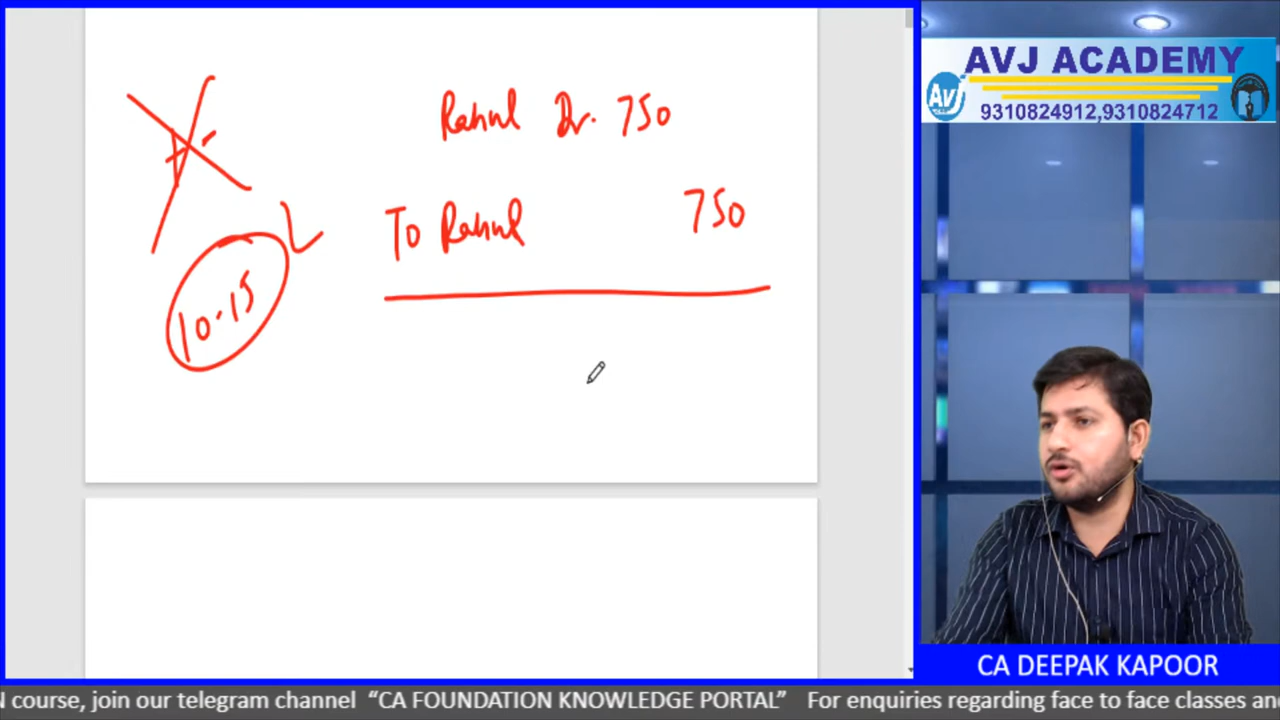 Rahul Dr. 750
To Rahul 750
10-15
AVJ ACADEMY
AV
9310824912,9310824712
CA DEEPAK KAPOOR
N course, join our telegram channel “CA FOUNDATION KNOWLEDGE PORTAL” For enquiries regarding face to face classes an